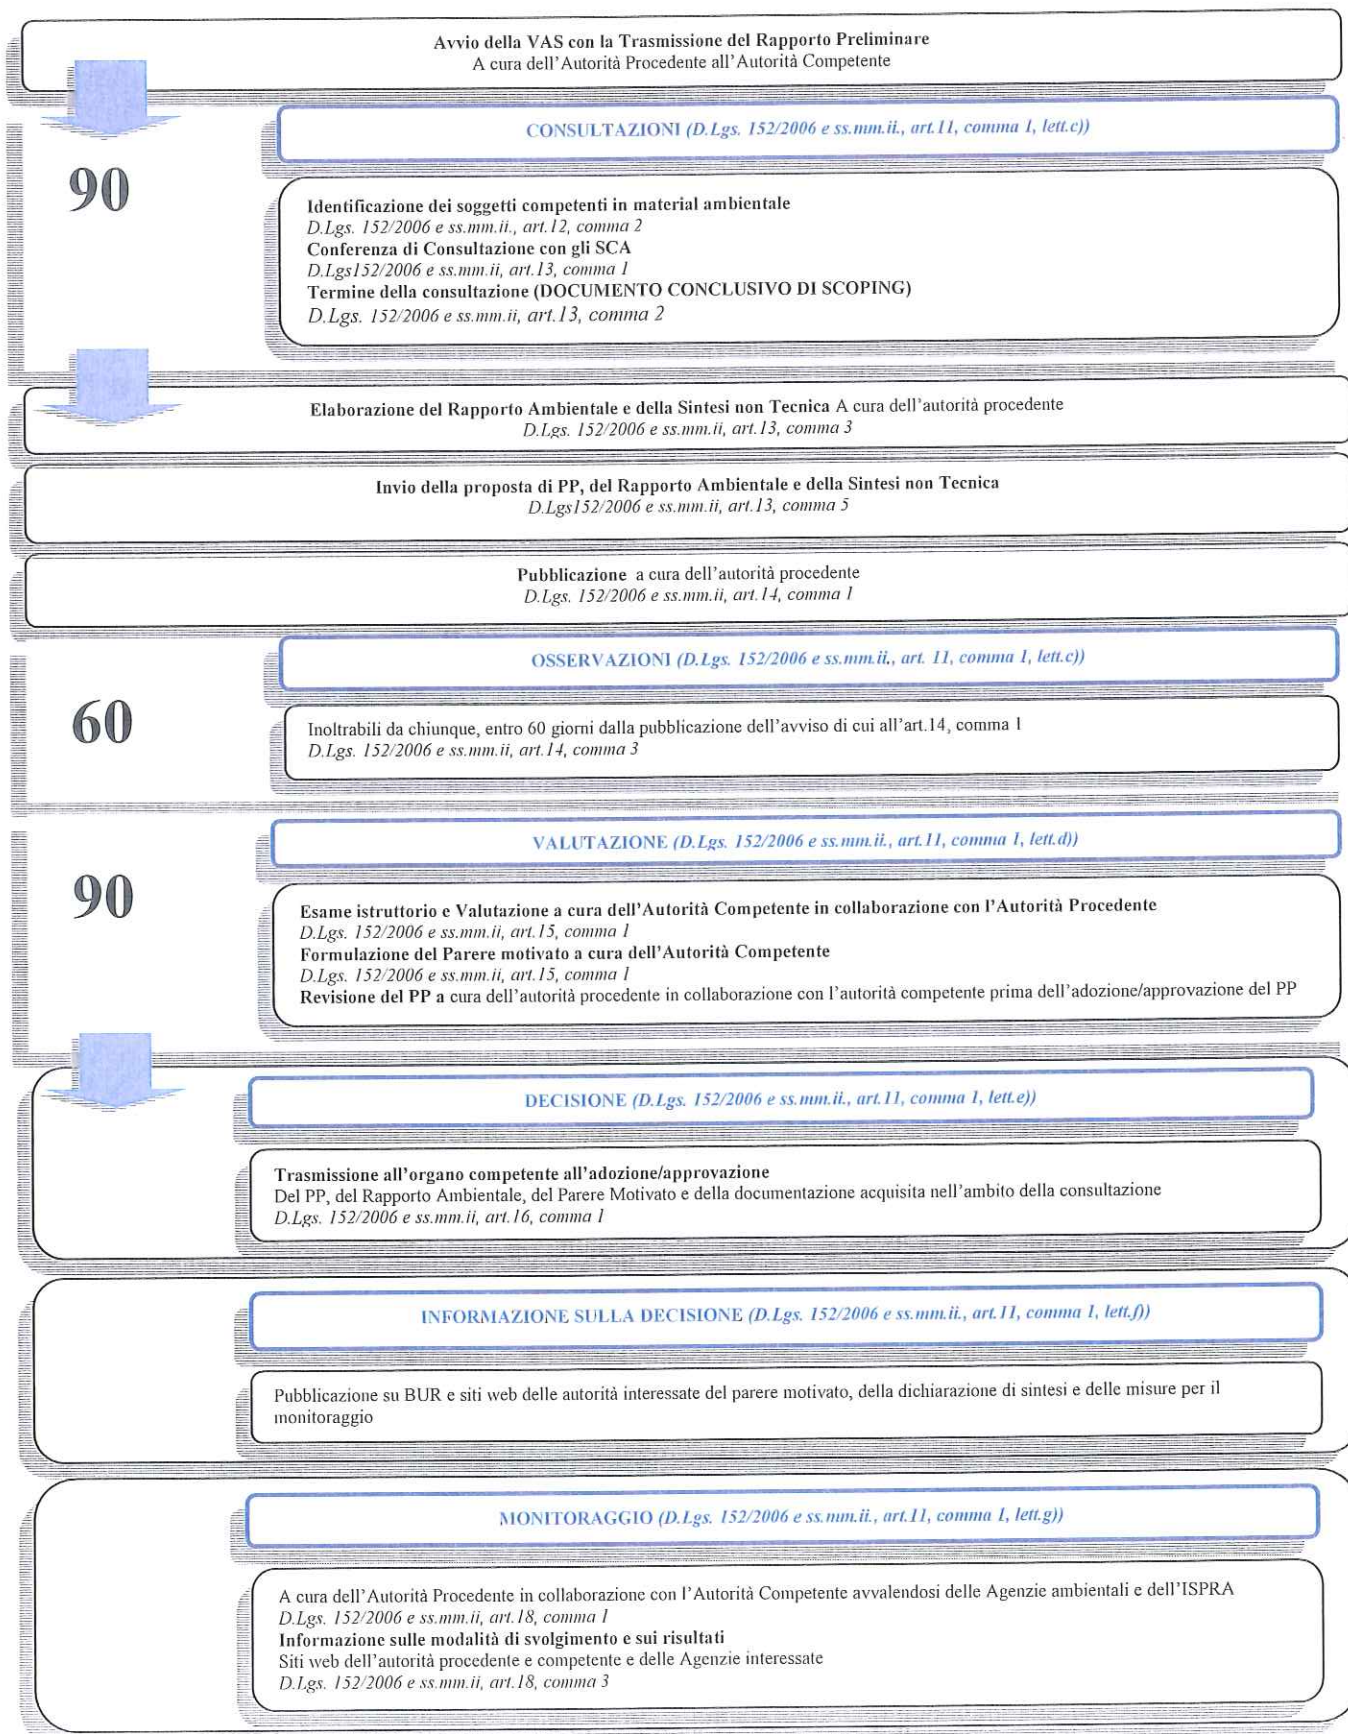 Avvio della VAS con la Trasmissione del Rapporto Preliminare
A cura dell'Autorità Procedente all'Autorità Competente
CONSULTAZIONI (D.Lgs. 152/2006 e ss.mm.ii., art.11, comma 1, lett.c))
90
Identificazione dei soggetti competenti in material ambientale
D.Lgs. 152/2006 e ss.mm.ii., art.12, comma 2
Conferenza di Consultazione con gli SCA
D.Lgs152/2006 e ss.mm.ii, art.13, comma 1
Termine della consultazione (DOCUMENTO CONCLUSIVO DI SCOPING)
D.Lgs. 152/2006 e ss.mm.ii, art.13, comma 2
Elaborazione del Rapporto Ambientale e della Sintesi non Tecnica A cura dell'autorità procedente
D.Lgs. 152/2006 e ss.mm.ii, art.13, comma 3
Invio della proposta di PP, del Rapporto Ambientale e della Sintesi non Tecnica
D.Lgs152/2006 e ss.mm.ii, art.13, comma 5
Pubblicazione a cura dell'autorità procedente
D.Lgs. 152/2006 e ss.mm.ii, art.14, comma 1
OSSERVAZIONI (D.Lgs. 152/2006 e ss.mm.ii., art. 11, comma 1, lett.c))
60
Inoltrabili da chiunque, entro 60 giorni dalla pubblicazione dell'avviso di cui all'art.14, comma 1
D.Lgs. 152/2006 e ss.mm.ii, art.14, comma 3
VALUTAZIONE (D.Lgs. 152/2006 e ss.mm.ii., art.11, comma 1, lett.d))
90
Esame istruttorio e Valutazione a cura dell'Autorità Competente in collaborazione con l'Autorità Procedente
D.Lgs. 152/2006 e ss.mm.ii, art.15, comma 1
Formulazione del Parere motivato a cura dell'Autorità Competente
D.Lgs. 152/2006 e ss.mm.ii, art.15, comma 1
Revisione del PP a cura dell'autorità procedente in collaborazione con l'autorità competente prima dell'adozione/approvazione del PP
DECISIONE (D.Lgs. 152/2006 e ss.mm.ii., art.11, comma 1, lett.e))
Trasmissione all'organo competente all'adozione/approvazione
Del PP, del Rapporto Ambientale, del Parere Motivato e della documentazione acquisita nell'ambito della consultazione
D.Lgs. 152/2006 e ss.mm.ii, art.16, comma 1
INFORMAZIONE SULLA DECISIONE (D.Lgs. 152/2006 e ss.mm.ii., art.11, comma 1, lett.f))
Pubblicazione su BUR e siti web delle autorità interessate del parere motivato, della dichiarazione di sintesi e delle misure per il
monitoraggio
MONITORAGGIO (D.Lgs. 152/2006 e ss.mm.ii., art.11, comma 1, lett.g))
A cura dell'Autorità Procedente in collaborazione con l'Autorità Competente avvalendosi delle Agenzie ambientali e dell'ISPRA
D.Lgs. 152/2006 e ss.mm.ii, art.18, comma 1
Informazione sulle modalità di svolgimento e sui risultati
Siti web dell'autorità procedente e competente e delle Agenzie interessate
D.Lgs. 152/2006 e ss.mm.ii, art.18, comma 3